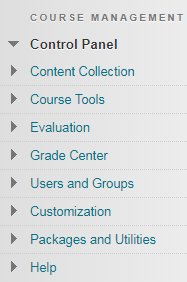 COURSE MANAGEMENT
Control Panel
Content Collection
Course Tools
Evaluation
Grade Center
Users and Groups
Customization
Packages and Utilities
Help